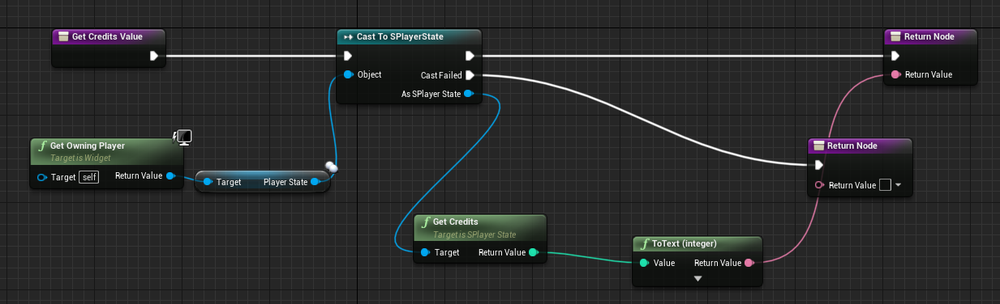 Get Credits Value
Cast To SPlayerState
Object
Cast Failed
As SPlayer State
Return Node
Return Value
Get Owning Player
Target is Widget
Target self
Return Value
Target
Player State
Return Node
Return Value
Get Credits
Target is SPlayer State
Target
Return Value
ToText (integer)
Value
Return Value